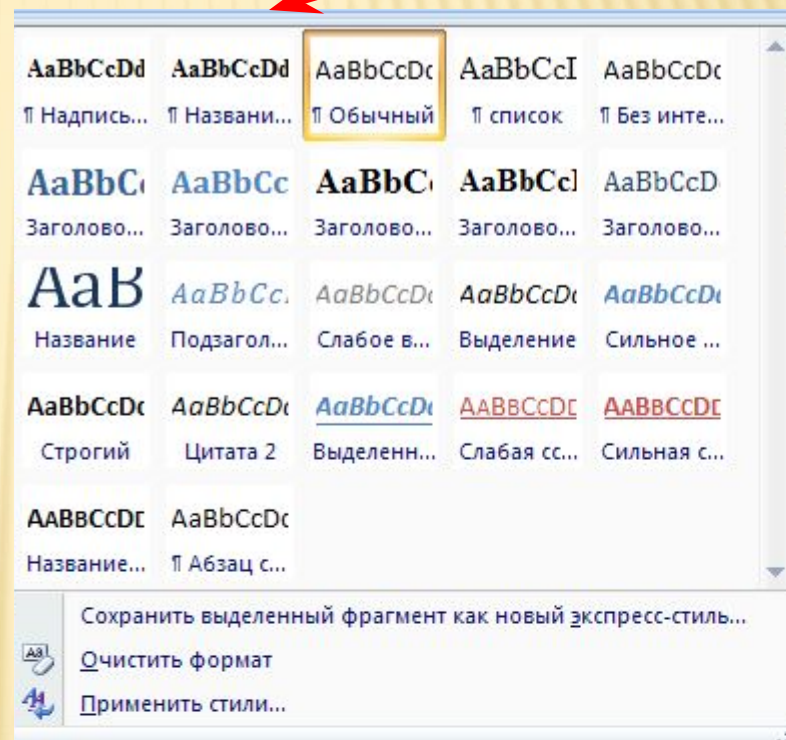 AaBbCcDd AaBbCcDd AaBbCcDc AaBbCcI AaBbCcDc
¶ Надпись... ¶ Названи... ¶ Обычный ¶ список ¶ Без инте...
AaBbC AaBbCc AaBbC AaBbCcl AaBbCcD
Заголово... Заголово... Заголово... Заголово... Заголово...
АаВ AaBbCc. AaBbCcDc AaBbCcDc AaBbCcDc
Название Подзагол... Слабое в... Выделение Сильное ...
AaBbCcDc AaBbCcDc AaBbCcDc AABBCCDD AABBCCDD
Строгий Цитата 2 Выделенн... Слабая сс... Сильная с...
AABBCCDD AaBbCcDc
Название... ¶ Абзац с...
Сохранить выделенный фрагмент как новый экспресс-стиль...
Очистить формат
Применить стили...